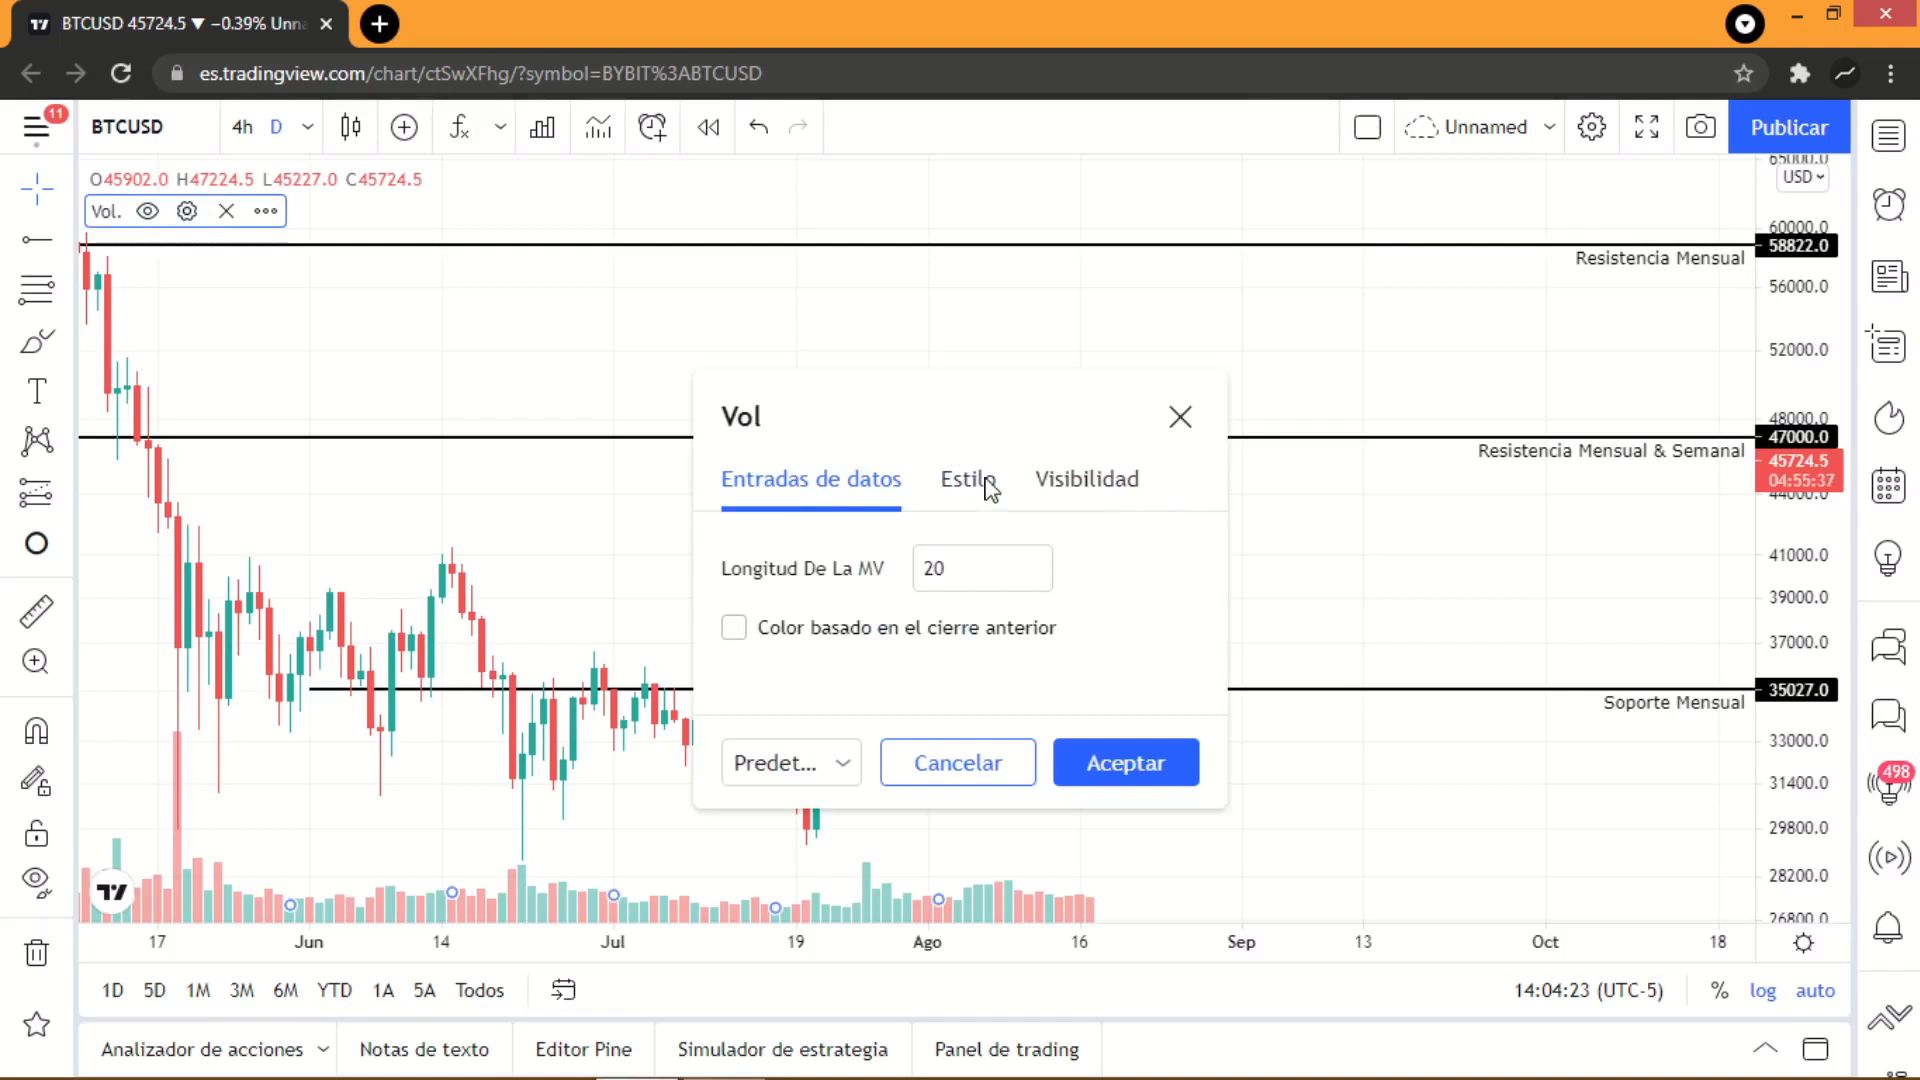 BTCUSD 45724.5 ▼ −0.39% Unna
es.tradingview.com/chart/ctSwXFhg/?symbol=BYBIT%3ABTCUSD
11
BTCUSD
4h D
Unnamed
Publicar
O45902.0 H47224.5 L45227.0 C45724.5
Vol.
65000.0
USD
60000.0
58822.0
Resistencia Mensual
56000.0
52000.0
48000.0
47000.0
Resistencia Mensual & Semanal
45724.5
04:55:37
44000.0
41000.0
39000.0
37000.0
35027.0
Soporte Mensual
33000.0
31400.0
29800.0
28200.0
26800.0
Vol
Entradas de datos Estilo Visibilidad
Longitud De La MV 20
Color basado en el cierre anterior
Predet... Cancelar Aceptar
498
17 Jun 14 Jul 19 Ago 16 Sep 13 Oct 18
1D 5D 1M 3M 6M YTD 1A 5A Todos
14:04:23 (UTC-5) % log auto
Analizador de acciones Notas de texto Editor Pine Simulador de estrategia Panel de trading